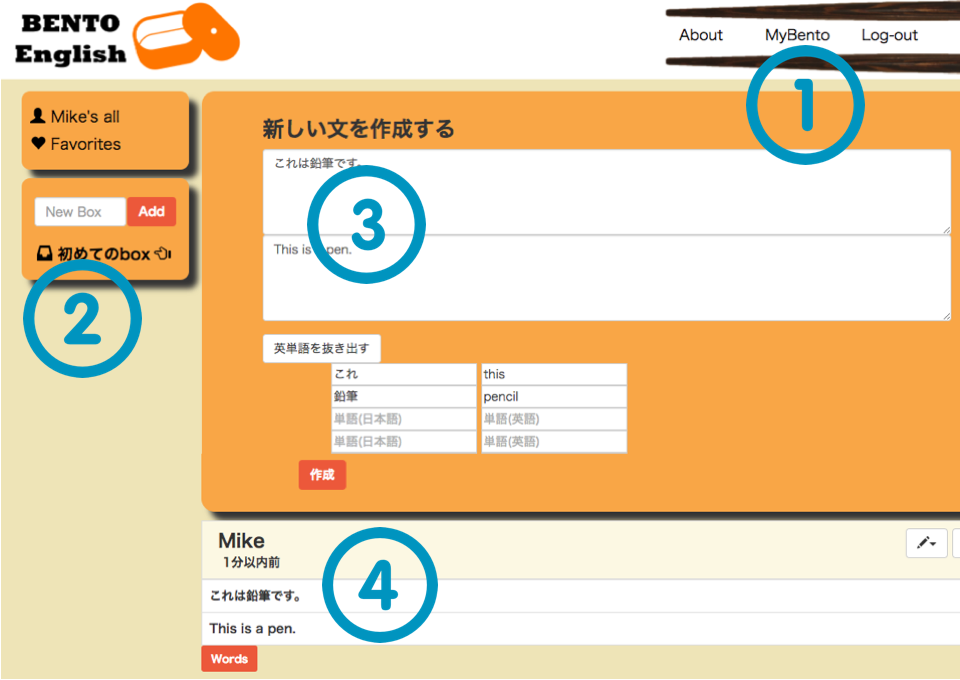 BENTO
English
About MyBento Log-out
1
Mike's all
Favorites
New Box Add
初めてのbox
2
新しい文を作成する
これは鉛筆です。
3
This is a pen.
英単語を抜き出す
これ this
鉛筆 pencil
単語(日本語) 単語(英語)
単語(日本語) 単語(英語)
作成
Mike
1分以内前
4
これは鉛筆です。
This is a pen.
Words